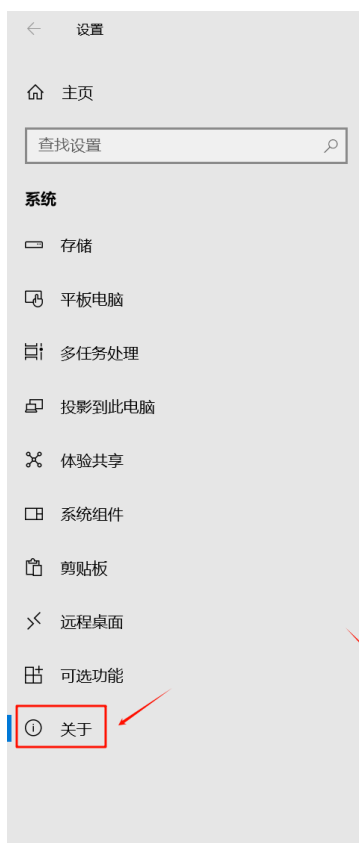 设置
主页
查找设置
系统
存储
平板电脑
多任务处理
投影到此电脑
体验共享
系统组件
剪贴板
远程桌面
可选功能
关于